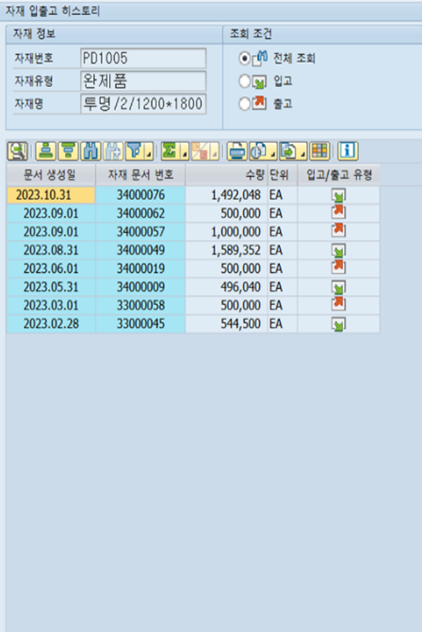 자재 입출고 히스토리
자재 정보
조회 조건
자재번호 PD1005
전체 조회
자재유형 완제품
입고
자재명 투명/2/1200*1800
출고
문서 생성일 자재 문서 번호 수량 단위 입고/출고 유형
2023.10.31 34000076 1,492,048 EA
2023.09.01 34000062 500,000 EA
2023.09.01 34000057 1,000,000 EA
2023.08.31 34000049 1,589,352 EA
2023.06.01 34000019 500,000 EA
2023.05.31 34000009 496,040 EA
2023.03.01 33000058 500,000 EA
2023.02.28 33000045 544,500 EA